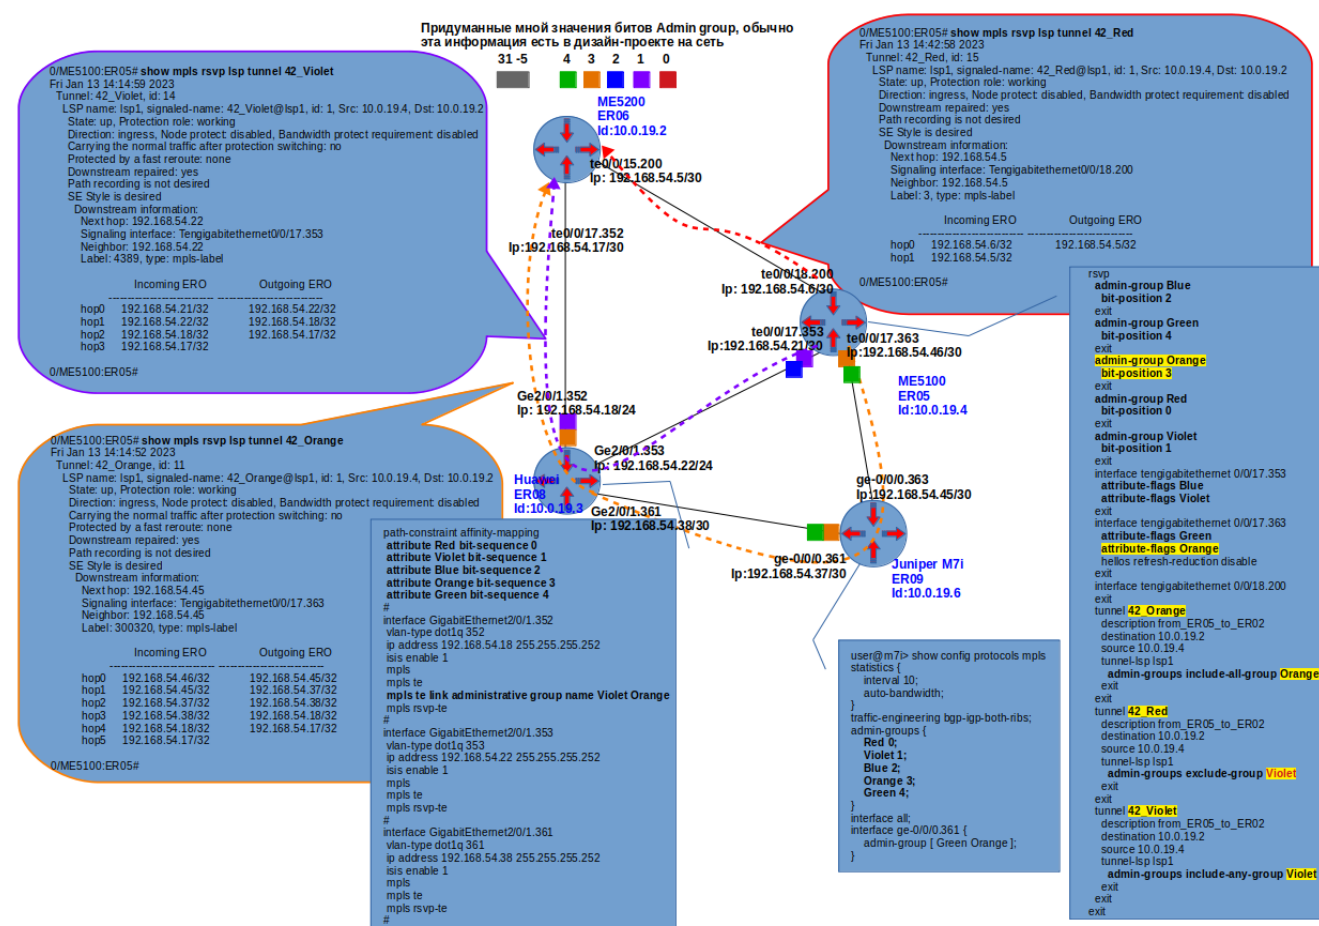 Придуманные мной значения битов Admin group, обычно
эта информация есть в дизайн-проекте на сеть
31 -5 4 3 2 1 0
0/ME5100:ER05# show mpls rsvp lsp tunnel 42_Violet
Fri Jan 13 14:14:59 2023
Tunnel: 42_Violet, id: 14
LSP name: lsp1, signaled-name: 42_Violet@lsp1, id: 1, Src: 10.0.19.4, Dst: 10.0.19.2
State: up, Protection role: working
Direction: ingress, Node protect: disabled, Bandwidth protect requirement: disabled
Carrying the normal traffic after protection switching: no
Protected by a fast reroute: none
Downstream repaired: yes
Path recording is not desired
SE Style is desired
Downstream information:
Next hop: 192.168.54.22
Signaling interface: Tengigabitethernet0/0/17.353
Neighbor: 192.168.54.22
Label: 4389, type: mpls-label
Incoming ERO Outgoing ERO
--------------------------- ---------------------------
hop0 192.168.54.21/32 192.168.54.22/32
hop1 192.168.54.22/32 192.168.54.18/32
hop2 192.168.54.18/32 192.168.54.17/32
hop3 192.168.54.17/32
0/ME5100:ER05#
0/ME5100:ER05# show mpls rsvp lsp tunnel 42_Red
Fri Jan 13 14:42:58 2023
Tunnel: 42_Red, id: 15
LSP name: lsp1, signaled-name: 42_Red@lsp1, id: 1, Src: 10.0.19.4, Dst: 10.0.19.2
State: up, Protection role: working
Direction: ingress, Node protect: disabled, Bandwidth protect requirement: disabled
Downstream repaired: yes
Path recording is not desired
SE Style is desired
Downstream information:
Next hop: 192.168.54.5
Signaling interface: Tengigabitethernet0/0/18.200
Neighbor: 192.168.54.5
Label: 3, type: mpls-label
Incoming ERO Outgoing ERO
--------------------------- ---------------------------
hop0 192.168.54.6/32 192.168.54.5/32
hop1 192.168.54.5/32
0/ME5100:ER05#
ME5200
ER06
Id:10.0.19.2
te0/0/15.200
Ip: 192.168.54.5/30
te0/0/17.352
Ip:192.168.54.17/30
te0/0/18.200
Ip: 192.168.54.6/30
te0/0/17.353
Ip:192.168.54.21/30
te0/0/17.363
Ip:192.168.54.46/30
ME5100
ER05
Id:10.0.19.4
Ge2/0/1.352
Ip: 192.168.54.18/24
Ge2/0/1.353
Ip: 192.168.54.22/24
Huawei
ER08
Id:10.0.19.3
Ge2/0/1.361
Ip: 192.168.54.38/30
ge-0/0/0.363
Ip:192.168.54.45/30
ge-0/0/0.361
Ip:192.168.54.37/30
Juniper M7i
ER09
Id:10.0.19.6
0/ME5100:ER05# show mpls rsvp lsp tunnel 42_Orange
Fri Jan 13 14:14:52 2023
Tunnel: 42_Orange, id: 11
LSP name: lsp1, signaled-name: 42_Orange@lsp1, id: 1, Src: 10.0.19.4, Dst: 10.0.19.2
State: up, Protection role: working
Direction: ingress, Node protect: disabled, Bandwidth protect requirement: disabled
Carrying the normal traffic after protection switching: no
Protected by a fast reroute: none
Downstream repaired: yes
Path recording is not desired
SE Style is desired
Downstream information:
Next hop: 192.168.54.45
Signaling interface: Tengigabitethernet0/0/17.363
Neighbor: 192.168.54.45
Label: 300320, type: mpls-label
Incoming ERO Outgoing ERO
--------------------------- ---------------------------
hop0 192.168.54.46/32 192.168.54.45/32
hop1 192.168.54.45/32 192.168.54.37/32
hop2 192.168.54.37/32 192.168.54.38/32
hop3 192.168.54.38/32 192.168.54.18/32
hop4 192.168.54.18/32 192.168.54.17/32
hop5 192.168.54.17/32
0/ME5100:ER05#
path-constraint affinity-mapping
attribute Red bit-sequence 0
attribute Violet bit-sequence 1
attribute Blue bit-sequence 2
attribute Orange bit-sequence 3
attribute Green bit-sequence 4
#
interface GigabitEthernet2/0/1.352
vlan-type dot1q 352
ip address 192.168.54.18 255.255.255.252
isis enable 1
mpls
mpls te
mpls te link administrative group name Violet Orange
mpls rsvp-te
#
interface GigabitEthernet2/0/1.353
vlan-type dot1q 353
ip address 192.168.54.22 255.255.255.252
isis enable 1
mpls
mpls te
mpls rsvp-te
#
interface GigabitEthernet2/0/1.361
vlan-type dot1q 361
ip address 192.168.54.38 255.255.255.252
isis enable 1
mpls
mpls te
mpls rsvp-te
#
user@m7i> show config protocols mpls
statistics {
interval 10;
auto-bandwidth;
}
traffic-engineering bgp-igp-both-ribs;
admin-groups {
Red 0;
Violet 1;
Blue 2;
Orange 3;
Green 4;
}
interface all;
interface ge-0/0/0.361 {
admin-group [ Green Orange ];
}
rsvp
admin-group Blue
bit-position 2
exit
admin-group Green
bit-position 4
exit
admin-group Orange
bit-position 3
exit
admin-group Red
bit-position 0
exit
admin-group Violet
bit-position 1
exit
interface tengigabitethernet 0/0/17.353
attribute-flags Blue
attribute-flags Violet
exit
interface tengigabitethernet 0/0/17.363
attribute-flags Green
attribute-flags Orange
hellos refresh-reduction disable
exit
interface tengigabitethernet 0/0/18.200
exit
tunnel 42_Orange
description from_ER05_to_ER02
destination 10.0.19.2
source 10.0.19.4
tunnel-lsp lsp1
admin-groups include-all-group Orange
exit
exit
tunnel 42_Red
description from_ER05_to_ER02
destination 10.0.19.2
source 10.0.19.4
tunnel-lsp lsp1
admin-groups exclude-group Violet
exit
exit
tunnel 42_Violet
description from_ER05_to_ER02
destination 10.0.19.2
source 10.0.19.4
tunnel-lsp lsp1
admin-groups include-any-group Violet
exit
exit
exit